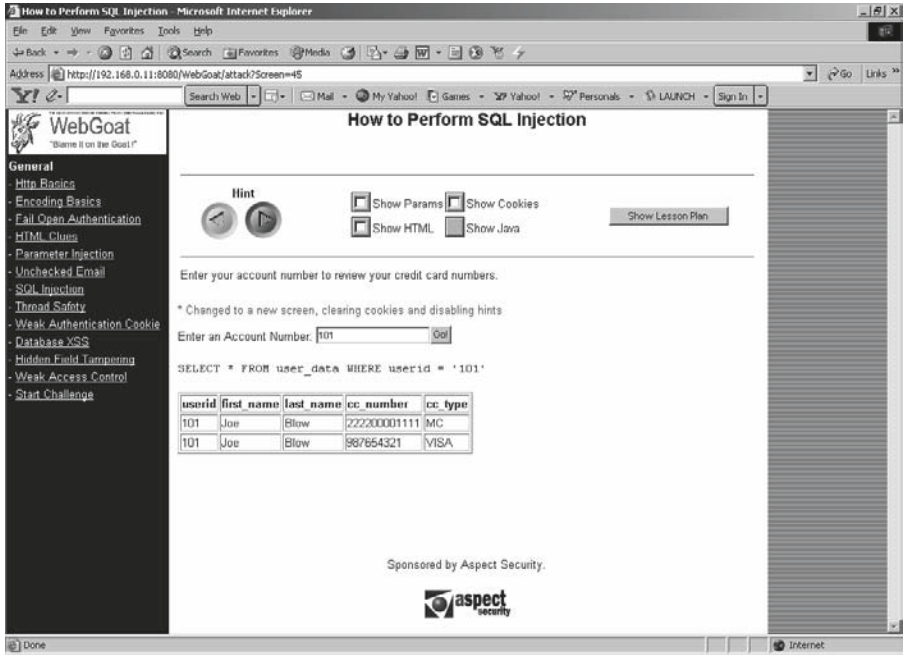 How to Perform SQL Injection - Microsoft Internet Explorer
File Edit View Favorites Tools Help
Back Search Favorites Media
Address http://192.168.0.11:8080/WebGoat/attack?Screen=45 Go Links »
Y! Search Web Mail My Yahoo! Games Yahoo! Personals LAUNCH Sign In
WebGoat
"Blame it on the Goat!"
How to Perform SQL Injection
General
- Http Basics
- Encoding Basics
- Fail Open Authentication
- HTML Clues
- Parameter Injection
- Unchecked Email
- SQL Injection
- Thread Safety
- Weak Authentication Cookie
- Database XSS
- Hidden Field Tampering
- Weak Access Control
- Start Challenge
Hint
Show Params Show Cookies
Show HTML Show Java
Show Lesson Plan
Enter your account number to review your credit card numbers.
* Changed to a new screen, clearing cookies and disabling hints
Enter an Account Number: 101 Go!
SELECT * FROM user_data WHERE userid = '101'
userid first_name last_name cc_number cc_type
101 Joe Blow 222200001111 MC
101 Joe Blow 987654321 VISA
Sponsored by Aspect Security.
aspect
security
Done Internet